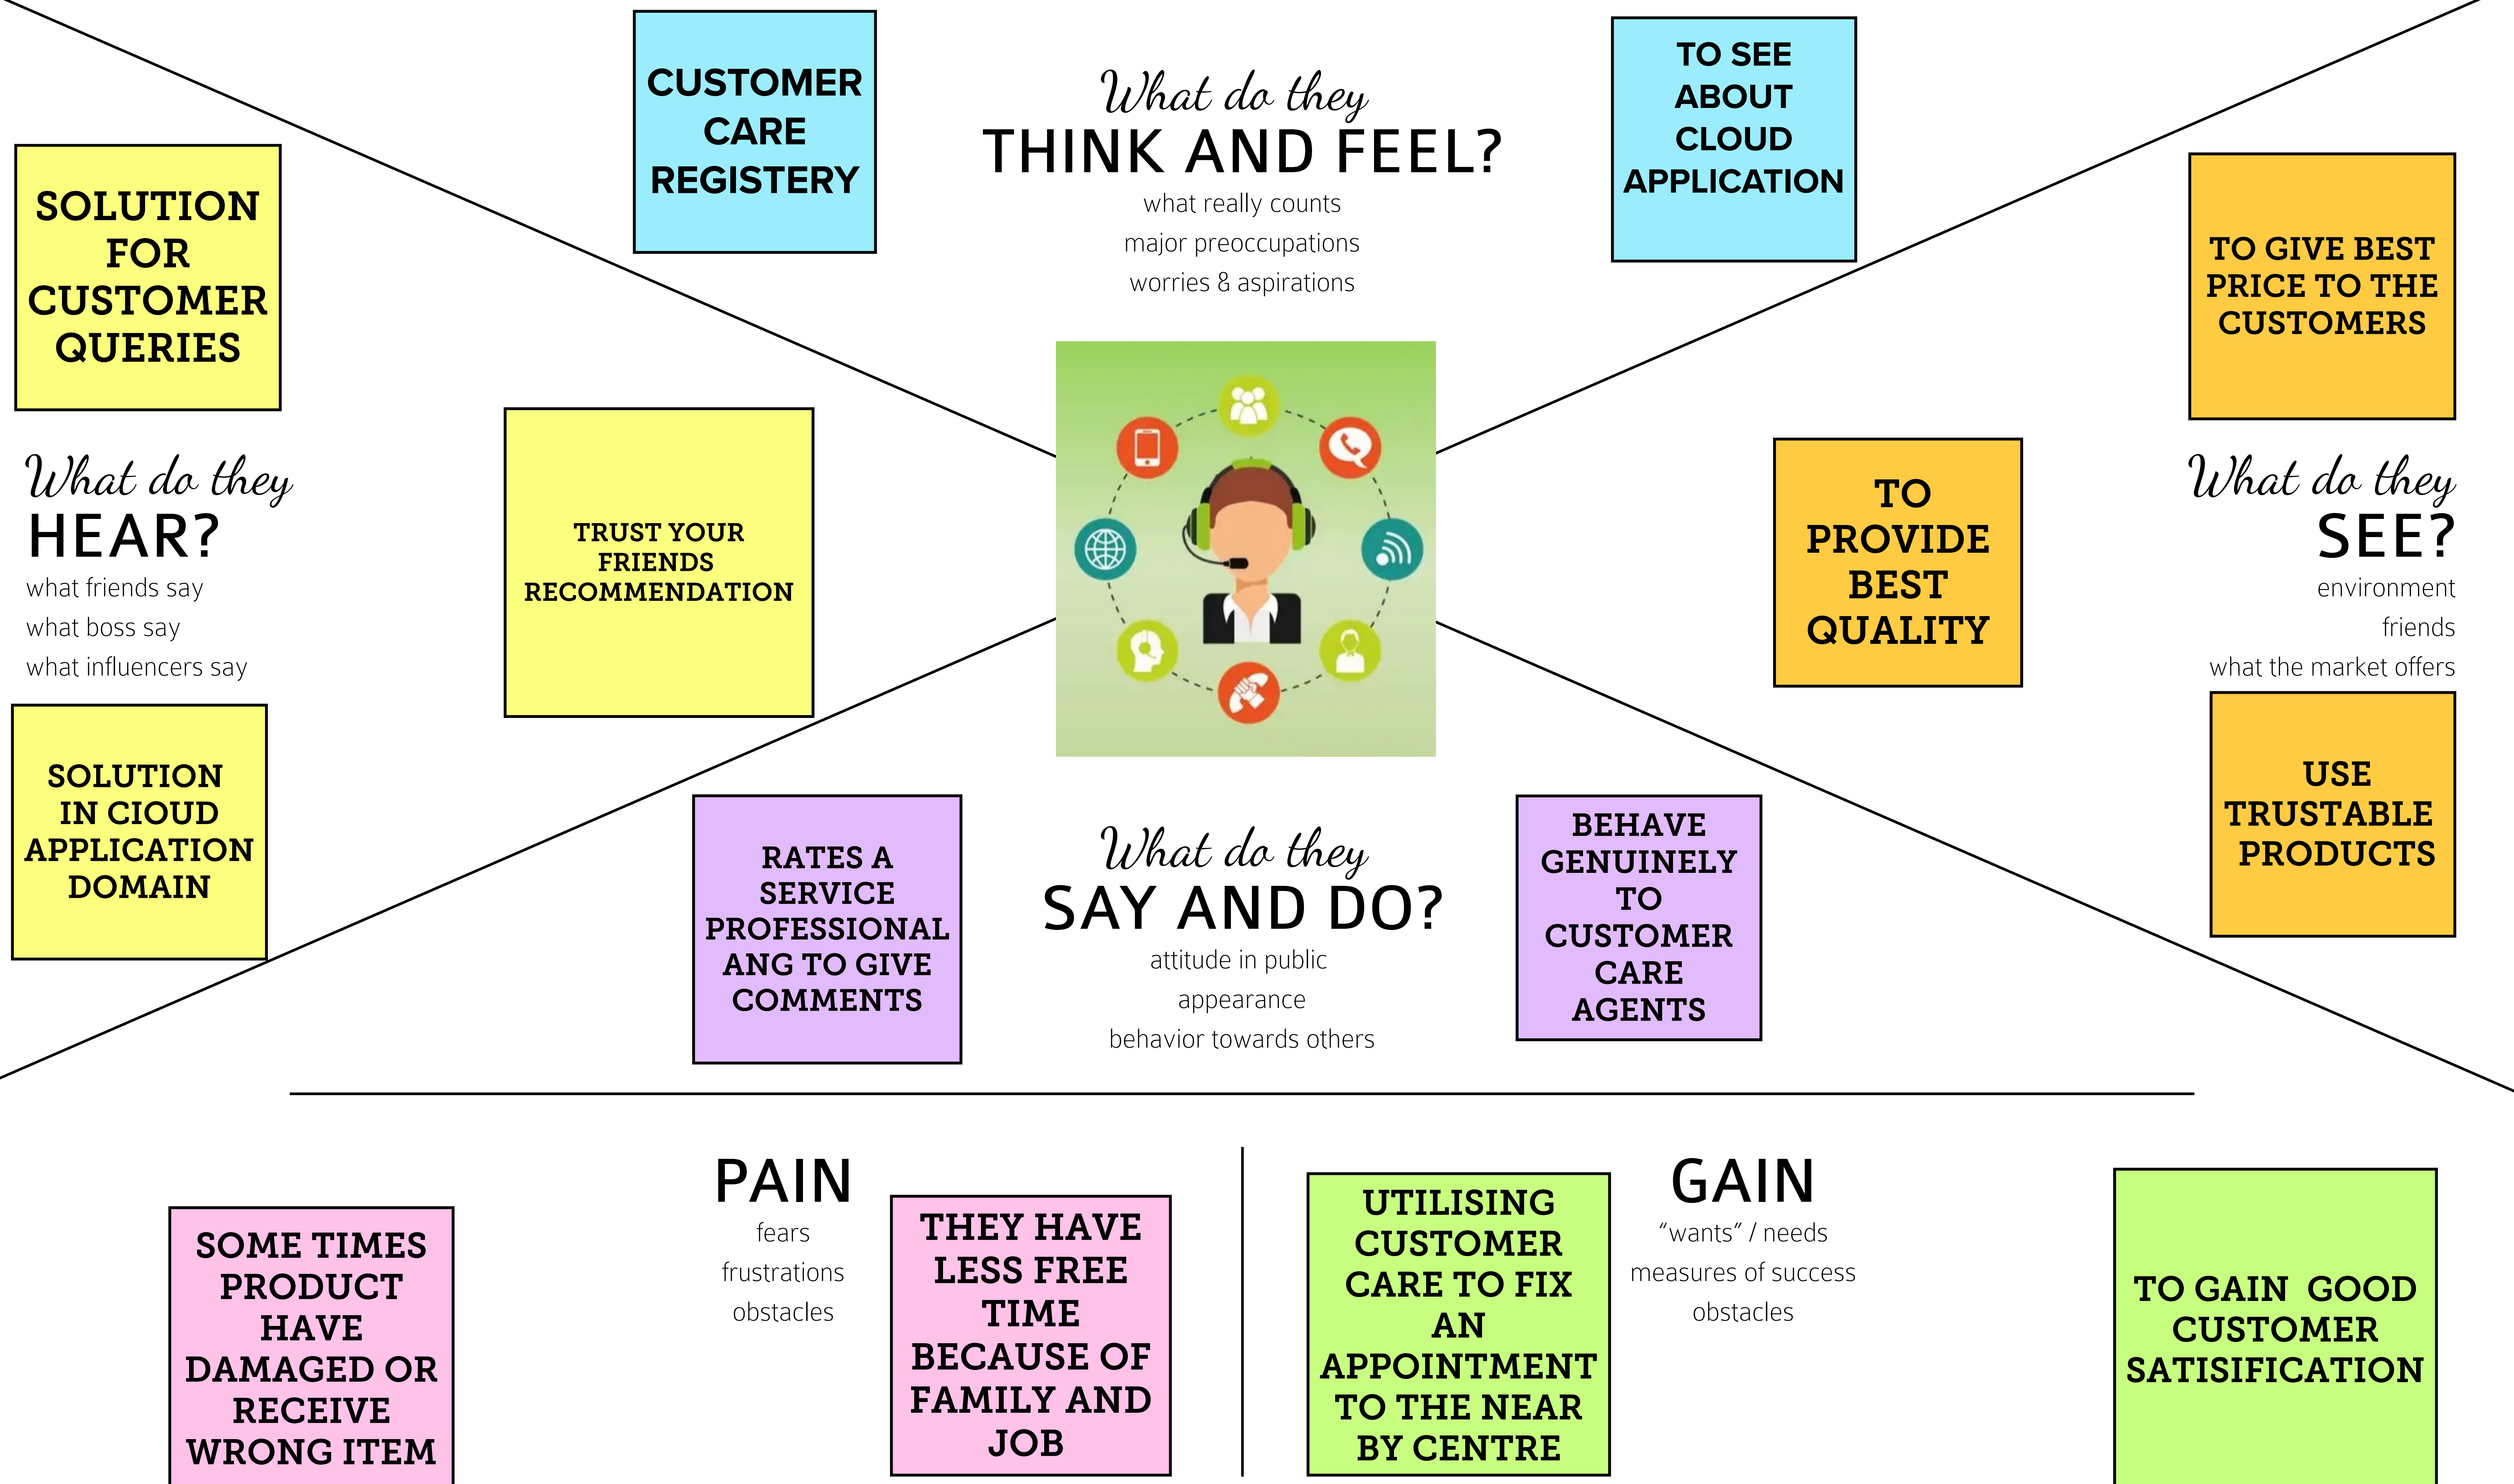 CUSTOMER
CARE
REGISTERY
What do they
THINK AND FEEL?
what really counts
major preoccupations
worries & aspirations
TO SEE
ABOUT
CLOUD
APPLICATION
SOLUTION
FOR
CUSTOMER
QUERIES
What do they
HEAR?
what friends say
what boss say
what influencers say
SOLUTION
IN CIOUD
APPLICATION
DOMAIN
TRUST YOUR
FRIENDS
RECOMMENDATION
TO GIVE BEST
PRICE TO THE
CUSTOMERS
TO
PROVIDE
BEST
QUALITY
What do they
SEE?
environment
friends
what the market offers
USE
TRUSTABLE
PRODUCTS
RATES A
SERVICE
PROFESSIONAL
ANG TO GIVE
COMMENTS
What do they
SAY AND DO?
attitude in public
appearance
behavior towards others
BEHAVE
GENUINELY
TO
CUSTOMER
CARE
AGENTS
SOME TIMES
PRODUCT
HAVE
DAMAGED OR
RECEIVE
WRONG ITEM
PAIN
fears
frustrations
obstacles
THEY HAVE
LESS FREE
TIME
BECAUSE OF
FAMILY AND
JOB
UTILISING
CUSTOMER
CARE TO FIX
AN
APPOINTMENT
TO THE NEAR
BY CENTRE
GAIN
“wants” / needs
measures of success
obstacles
TO GAIN GOOD
CUSTOMER
SATISIFICATION